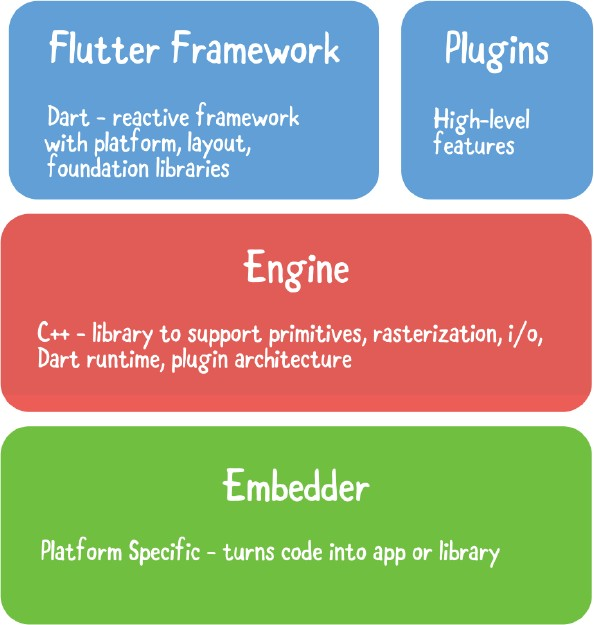 Flutter Framework
Dart - reactive framework
with platform, layout,
foundation libraries
Plugins
High-level
features
Engine
C++ - library to support primitives, rasterization, i/o,
Dart runtime, plugin architecture
Embedder
Platform Specific - turns code into app or library